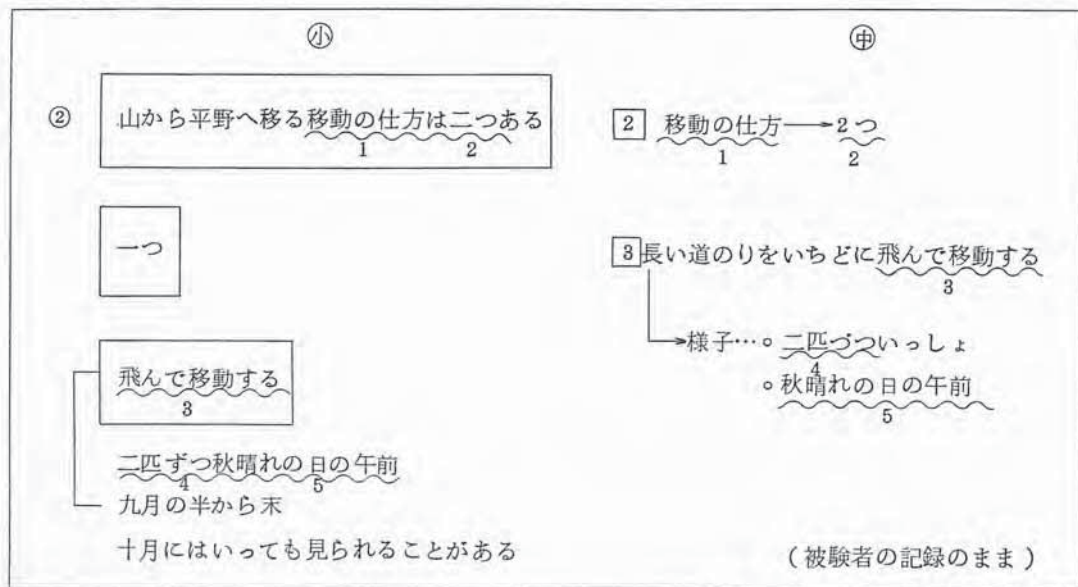 小
② 山から平野へ移る移動の仕方は二つある
1 2
一つ
飛んで移動する
3
二匹ずつ秋晴れの日の午前
4 5
九月の半から末
十月にはいっても見られることがある
中
2 移動の仕方→2つ
1 2
3 長い道のりをいちどに飛んで移動する
3
→様子…○二匹づついっしょ
4
○秋晴れの日の午前
5
(被験者の記録のまま)